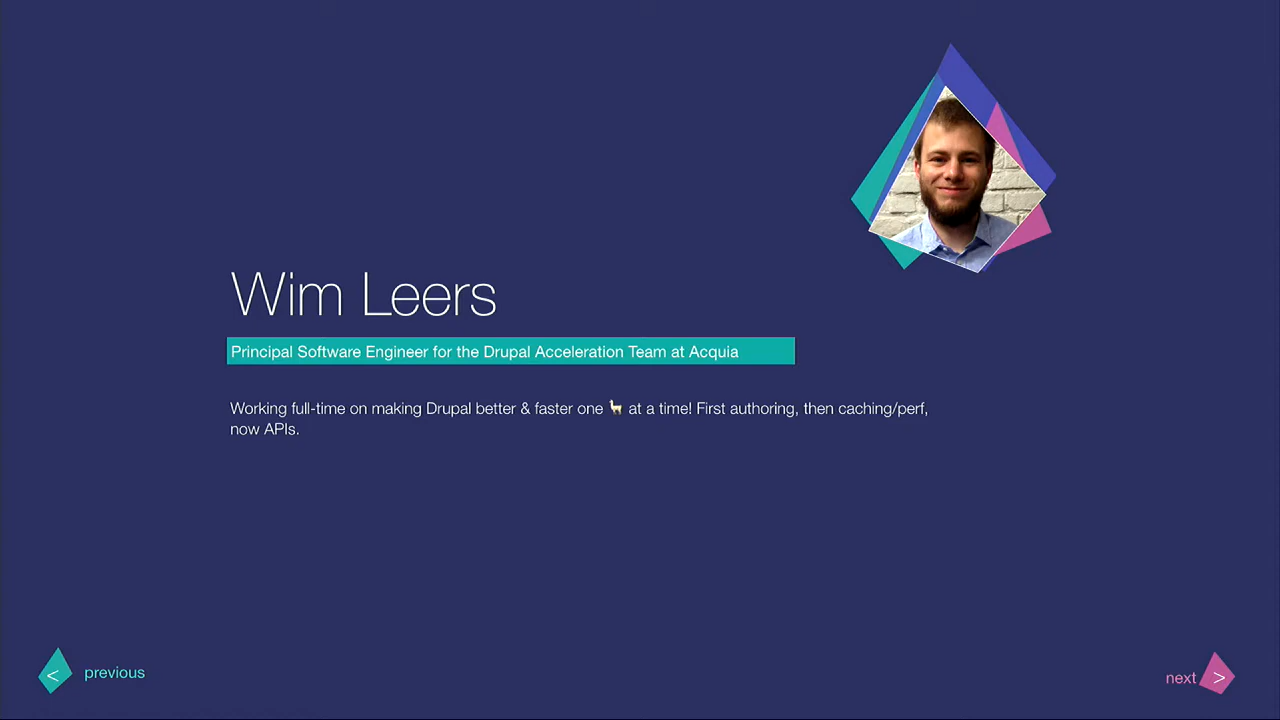 Wim Leers
Principal Software Engineer for the Drupal Acceleration Team at Acquia
Working full-time on making Drupal better & faster one 🦙 at a time! First authoring, then caching/perf,
now APIs.
< previous
next >